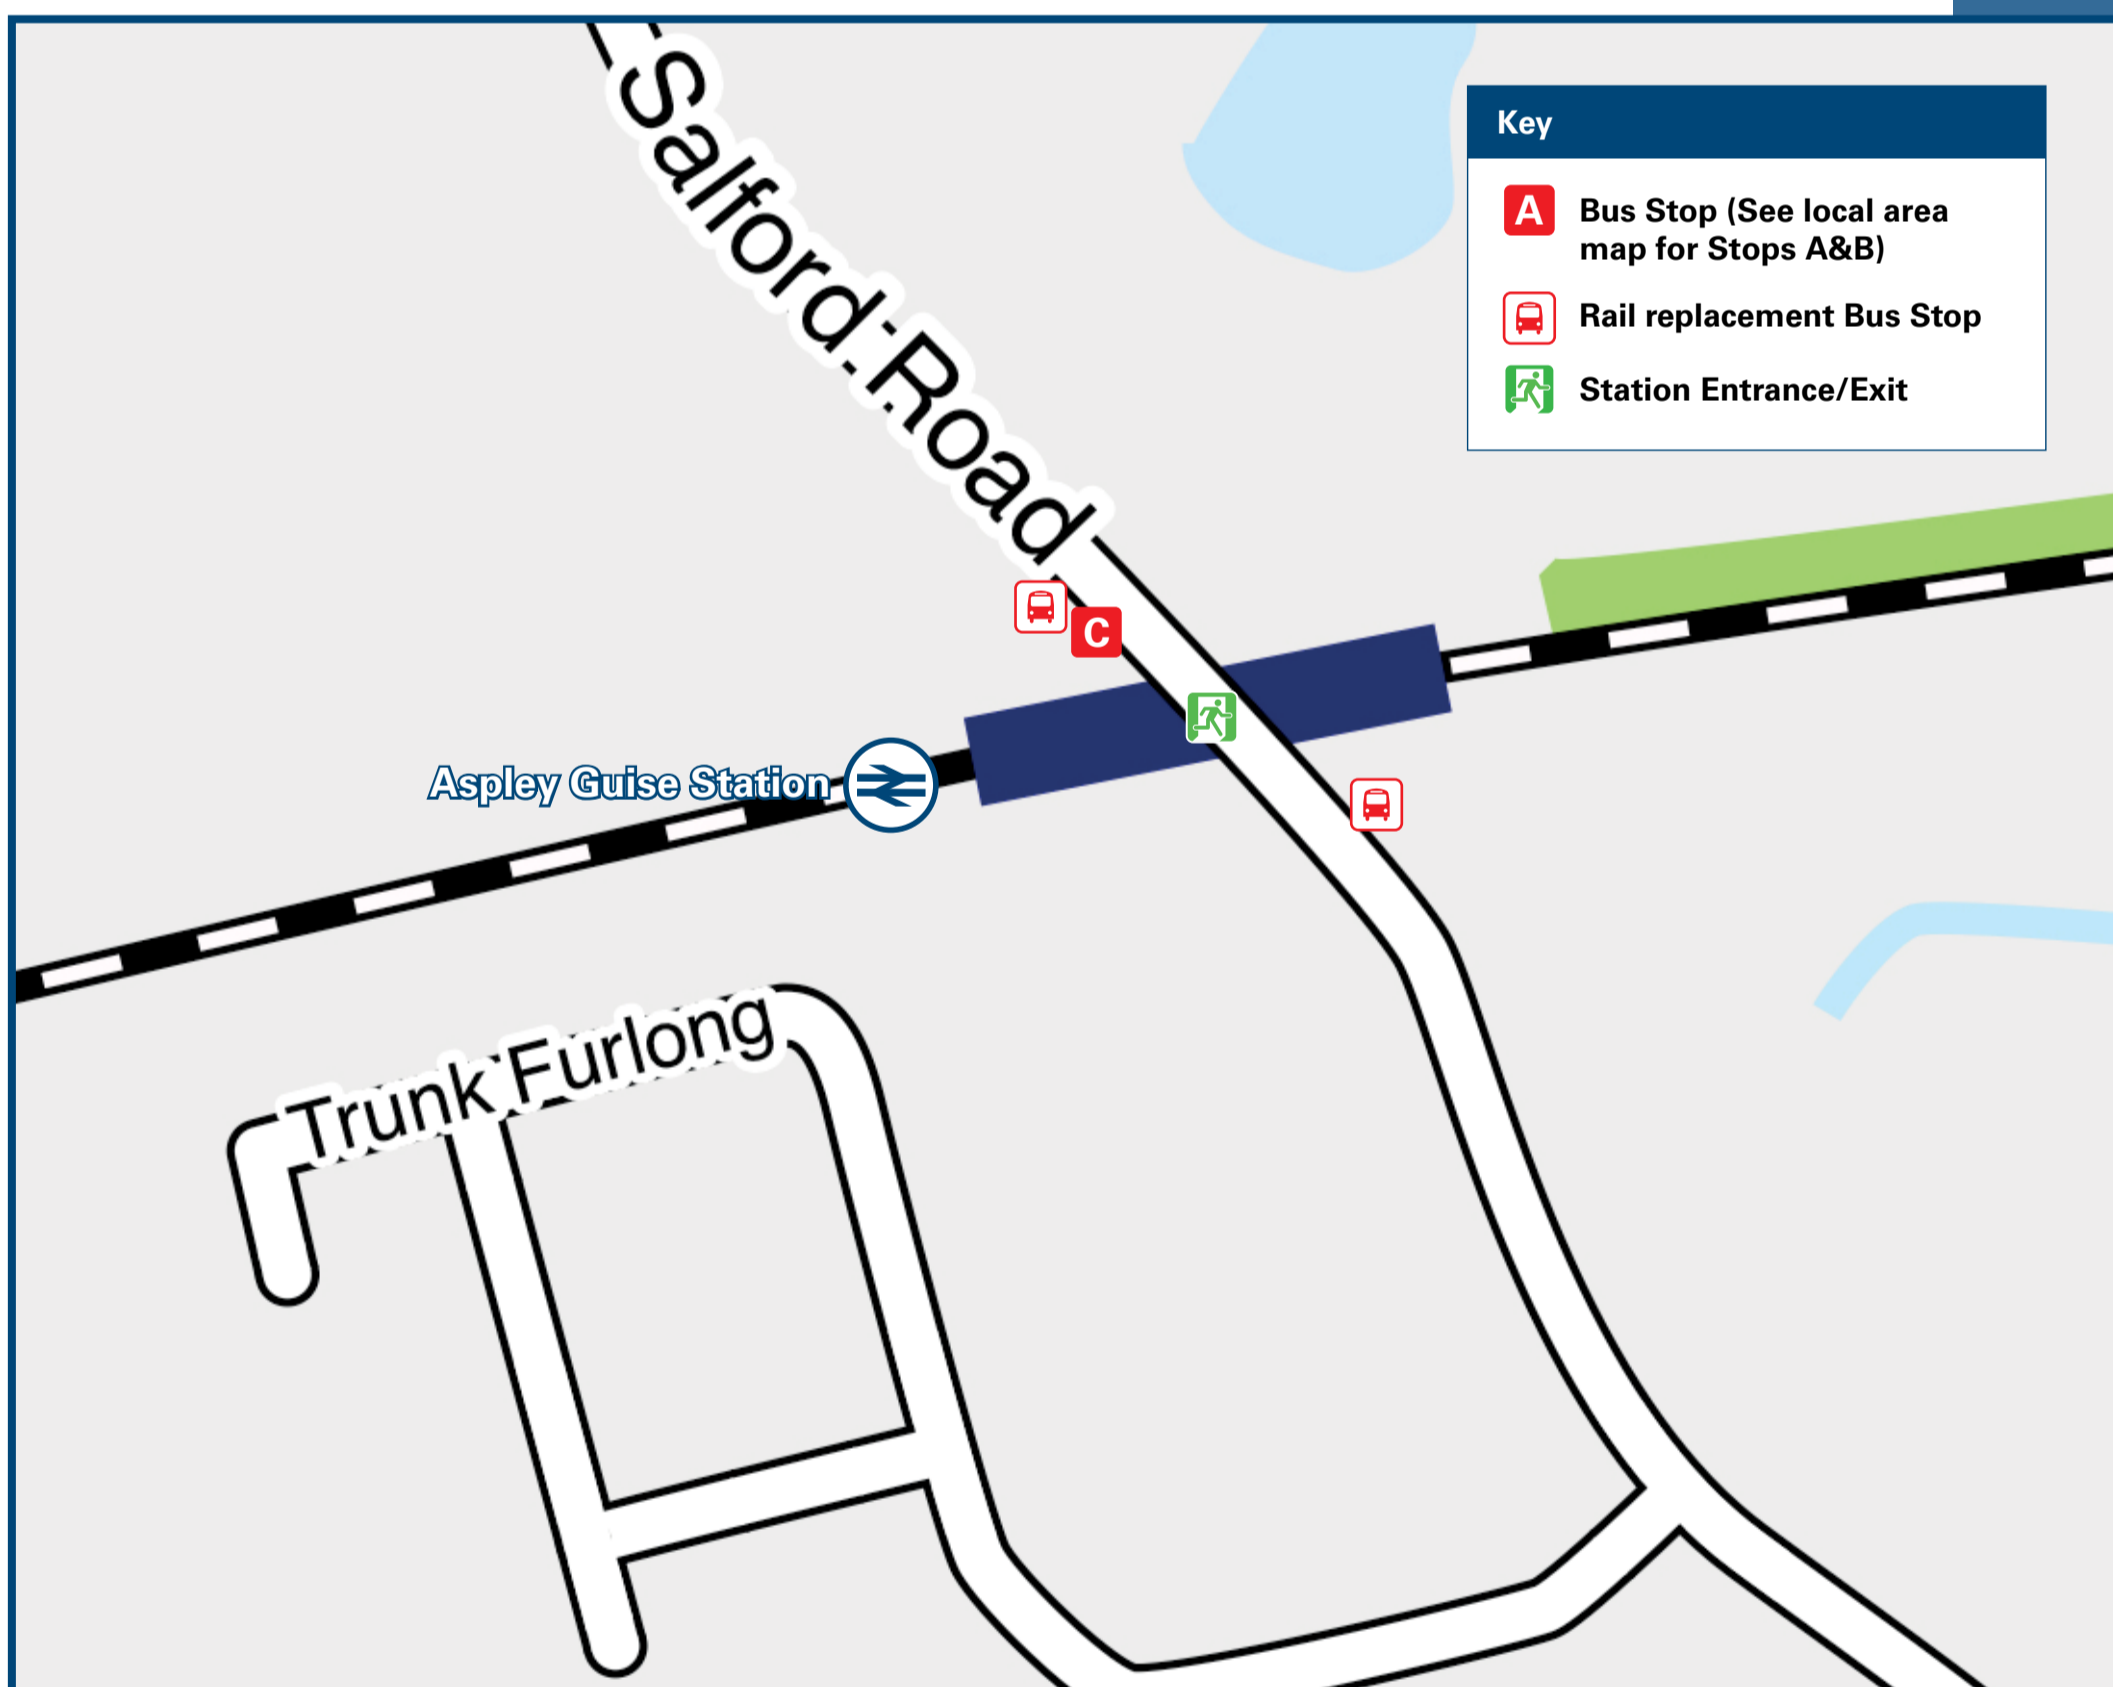 Salford Road
Key
A
Bus Stop (See local area
map for Stops A&B)
Rail replacement Bus Stop
Station Entrance/Exit
C
Aspley Guise Station
Trunk Furlong